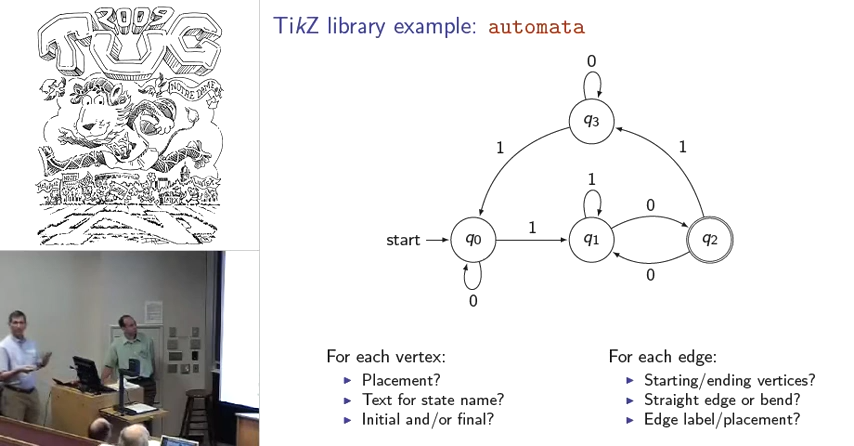 2009
TUG
NOTRE DAME
TikZ library example: automata
0
q3
1
1
1
0
start
q0
1
q1
q2
0
0
For each vertex:
▶ Placement?
▶ Text for state name?
▶ Initial and/or final?
For each edge:
▶ Starting/ending vertices?
▶ Straight edge or bend?
▶ Edge label/placement?